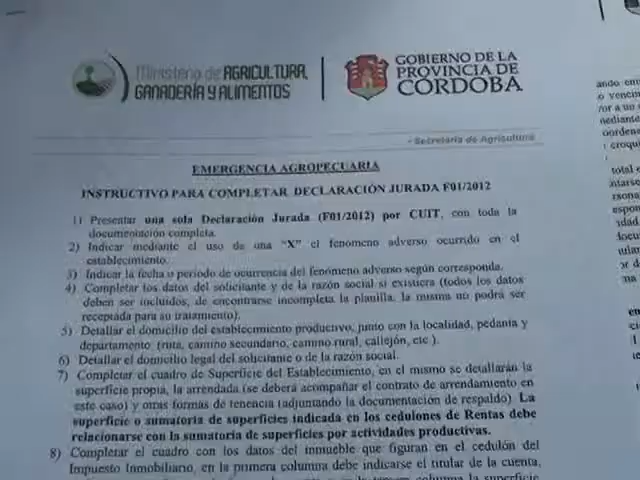 Ministerio de AGRICULTURA,
GANADERÍA Y ALIMENTOS
GOBIERNO DE LA
PROVINCIA DE
CÓRDOBA
- Secretaría de Agricultura
EMERGENCIA AGROPECUARIA
INSTRUCTIVO PARA COMPLETAR DECLARACIÓN JURADA F01/2012
1) Presentar una sola Declaración Jurada (F01/2012) por CUIT, con toda la
documentación completa.
2) Indicar mediante el uso de una "X" el fenómeno adverso ocurrido en el
establecimiento.
3) Indicar la fecha o periodo de ocurrencia del fenómeno adverso según corresponda.
4) Completar los datos del solicitante y de la razón social si existiera (todos los datos
deben ser incluidos, de encontrarse incompleta la planilla, la misma no podrá ser
receptada para su tratamiento).
5) Detallar el domicilio del establecimiento productivo, junto con la localidad, pedanía y
departamento (ruta, camino secundario, camino rural, callejón, etc.).
6) Detallar el domicilio legal del solicitante o de la razón social.
7) Completar el cuadro de Superficie del Establecimiento, en el mismo se detallarán la
superficie propia, la arrendada (se deberá acompañar el contrato de arrendamiento en
este caso) y otras formas de tenencia (adjuntando la documentación de respaldo). La
superficie o sumatoria de superficies indicada en los cedulones de Rentas debe
relacionarse con la sumatoria de superficies por actividades productivas.
8) Completar el cuadro con los datos del inmueble que figuran en el cedulón del
Impuesto Inmobiliario, en la primera columna debe indicarse el titular de la cuenta,
columna la superficie